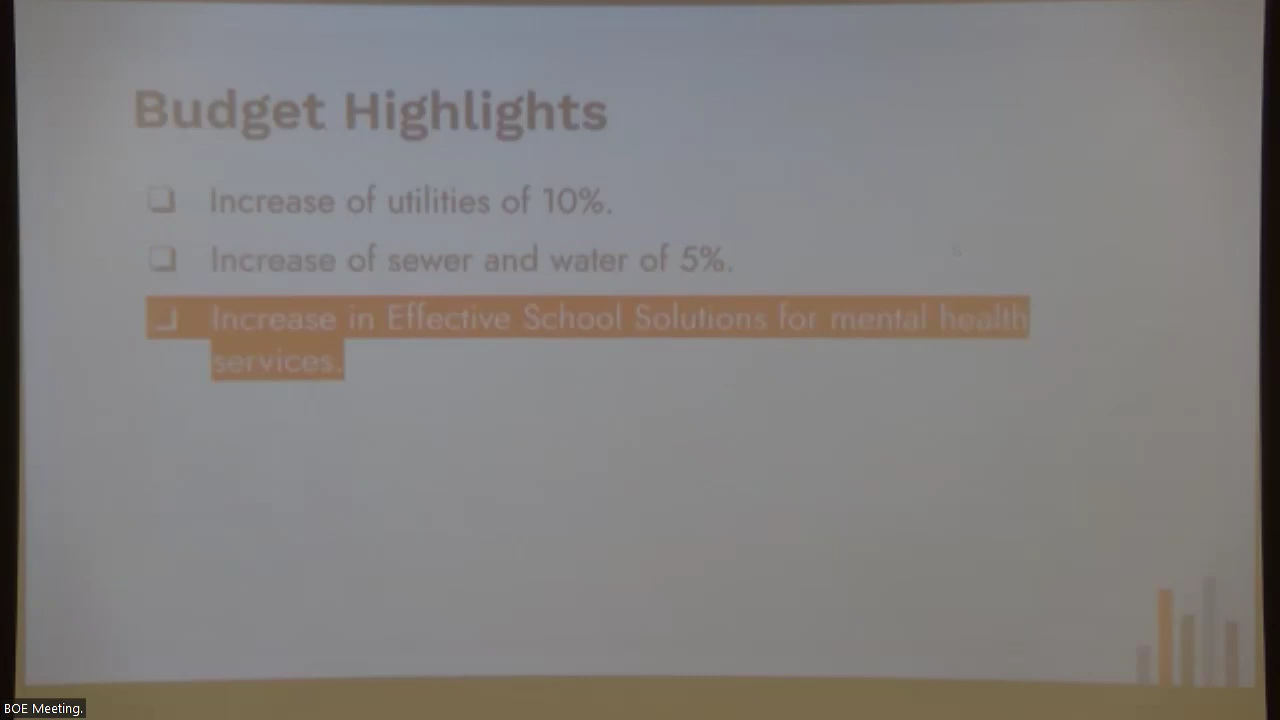 Budget Highlights
❏ Increase of utilities of 10%.
❏ Increase of sewer and water of 5%.
❏ Increase in Effective School Solutions for mental health
services.
BOE Meeting.